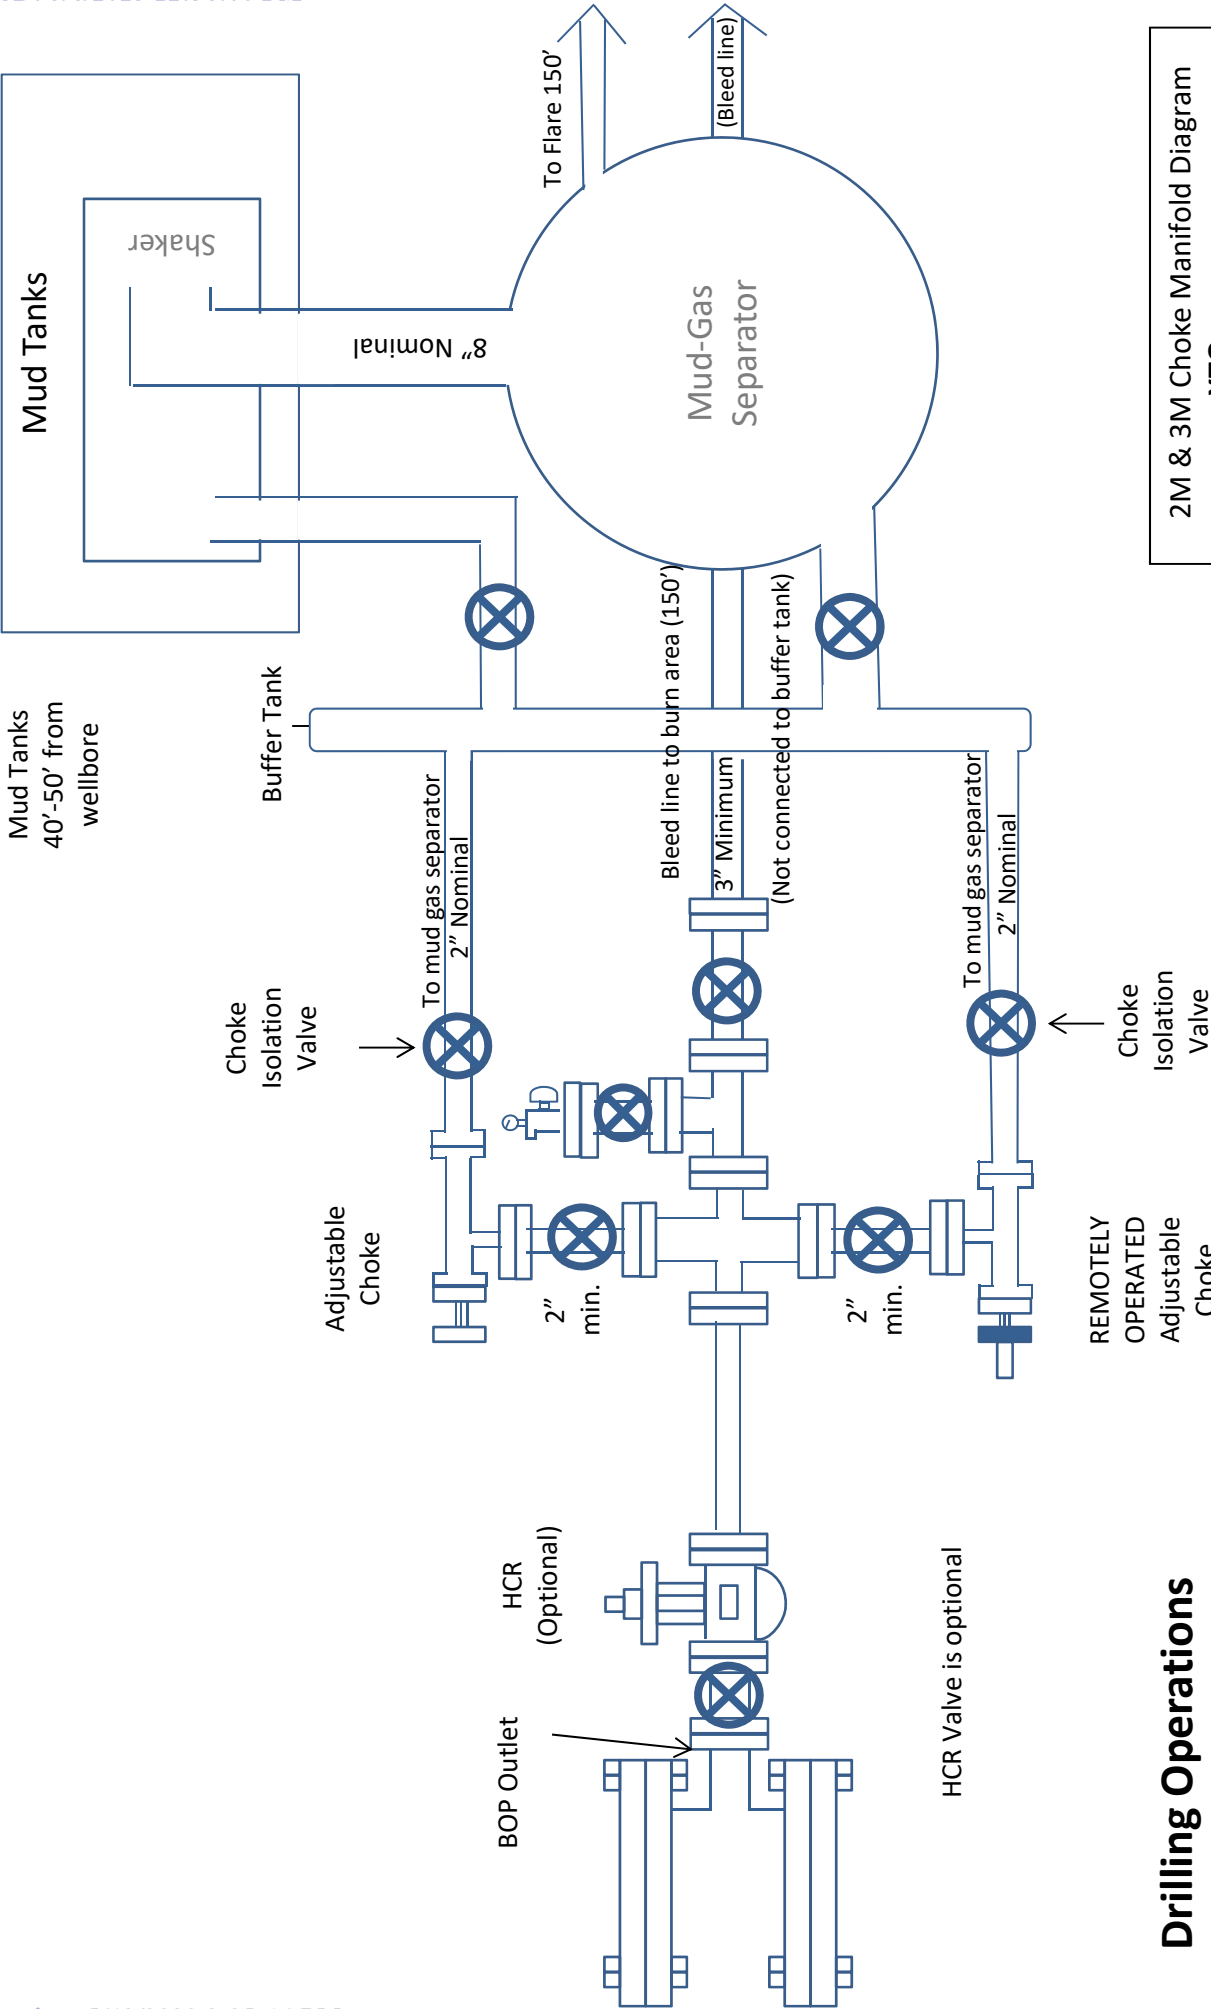 Mud Tanks
40’-50’ from
wellbore
Mud Tanks
Shaker
8” Nominal
Buffer Tank
To Flare 150’
(Bleed line)
Mud-Gas
Separator
Choke
Isolation
Valve
To mud gas separator
2” Nominal
Bleed line to burn area (150’)
3” Minimum
(Not connected to buffer tank)
To mud gas separator
2” Nominal
Choke
Isolation
Valve
Adjustable
Choke
2”
min.
2”
min.
REMOTELY
OPERATED
Adjustable
Choke
HCR
(Optional)
BOP Outlet
HCR Valve is optional
Drilling Operations
2M & 3M Choke Manifold Diagram